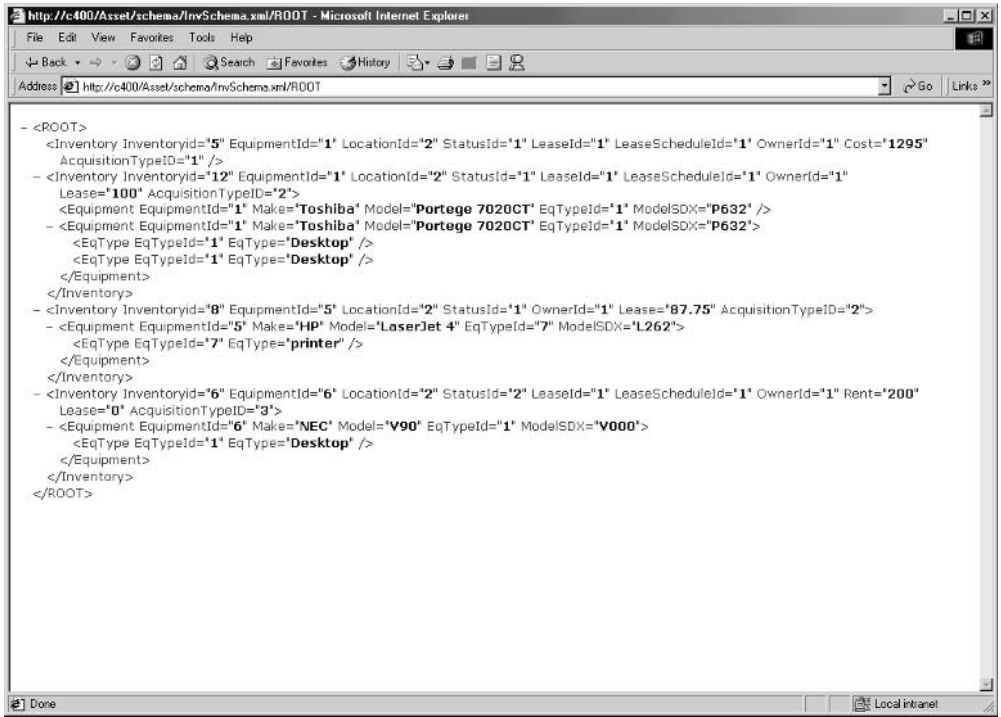 http://c400/Asset/schema/InvSchema.xml/ROOT - Microsoft Internet Explorer
File Edit View Favorites Tools Help
Back Search Favorites History
Address http://c400/Asset/schema/InvSchema.xml/ROOT Go Links »
- <ROOT>
<Inventory Inventoryid="5" EquipmentId="1" LocationId="2" StatusId="1" LeaseId="1" LeaseScheduleId="1" OwnerId="1" Cost="1295"
AcquisitionTypeID="1" />
- <Inventory Inventoryid="12" EquipmentId="1" LocationId="2" StatusId="1" LeaseId="1" LeaseScheduleId="1" OwnerId="1"
Lease="100" AcquisitionTypeID="2">
<Equipment EquipmentId="1" Make="Toshiba" Model="Portege 7020CT" EqTypeId="1" ModelSDX="P632" />
- <Equipment EquipmentId="1" Make="Toshiba" Model="Portege 7020CT" EqTypeId="1" ModelSDX="P632">
<EqType EqTypeId="1" EqType="Desktop" />
<EqType EqTypeId="1" EqType="Desktop" />
</Equipment>
</Inventory>
- <Inventory Inventoryid="8" EquipmentId="5" LocationId="2" StatusId="1" OwnerId="1" Lease="87.75" AcquisitionTypeID="2">
- <Equipment EquipmentId="5" Make="HP" Model="LaserJet 4" EqTypeId="7" ModelSDX="L262">
<EqType EqTypeId="7" EqType="printer" />
</Equipment>
</Inventory>
- <Inventory Inventoryid="6" EquipmentId="6" LocationId="2" StatusId="2" LeaseId="1" LeaseScheduleId="1" OwnerId="1" Rent="200"
Lease="0" AcquisitionTypeID="3">
- <Equipment EquipmentId="6" Make="NEC" Model="V90" EqTypeId="1" ModelSDX="V000">
<EqType EqTypeId="1" EqType="Desktop" />
</Equipment>
</Inventory>
</ROOT>
Done Local intranet